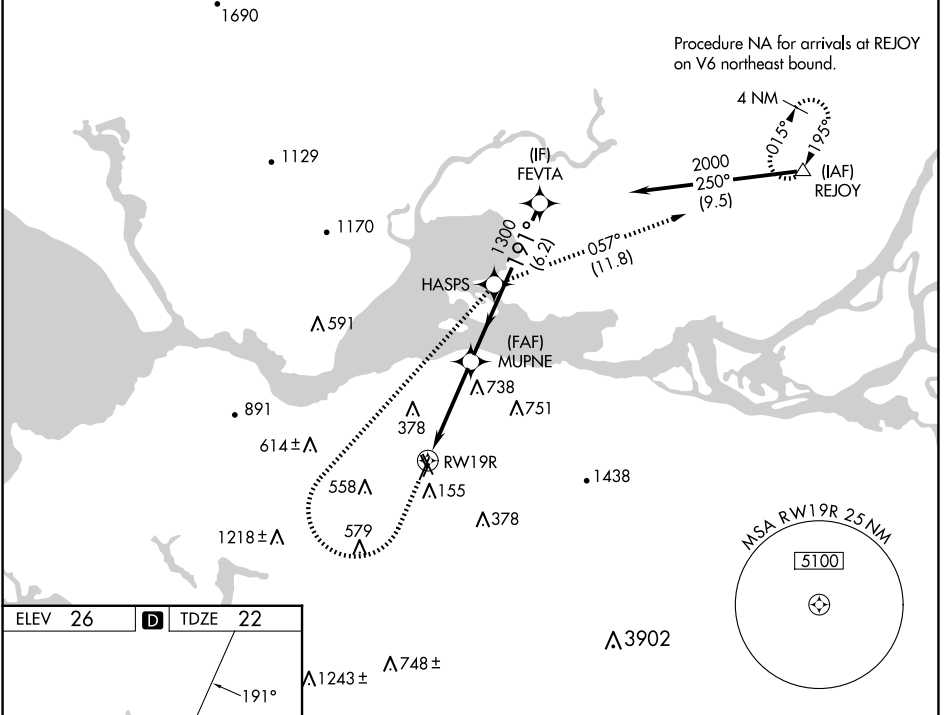 1690
Procedure NA for arrivals at REJOY
on V6 northeast bound.
4 NM
015°
195°
1129
(IF)
FEVTA
2000
250°
(9.5)
(IAF)
REJOY
1170
1300
191°
(6.2)
057°
(11.8)
HASPS
591
(FAF)
MUPNE
738
751
378
891
614±
RW19R
1438
558
155
378
579
1218±
MSA RW19R 25 NM
5100
ELEV 26 D TDZE 22
3902
748±
1243±
191°